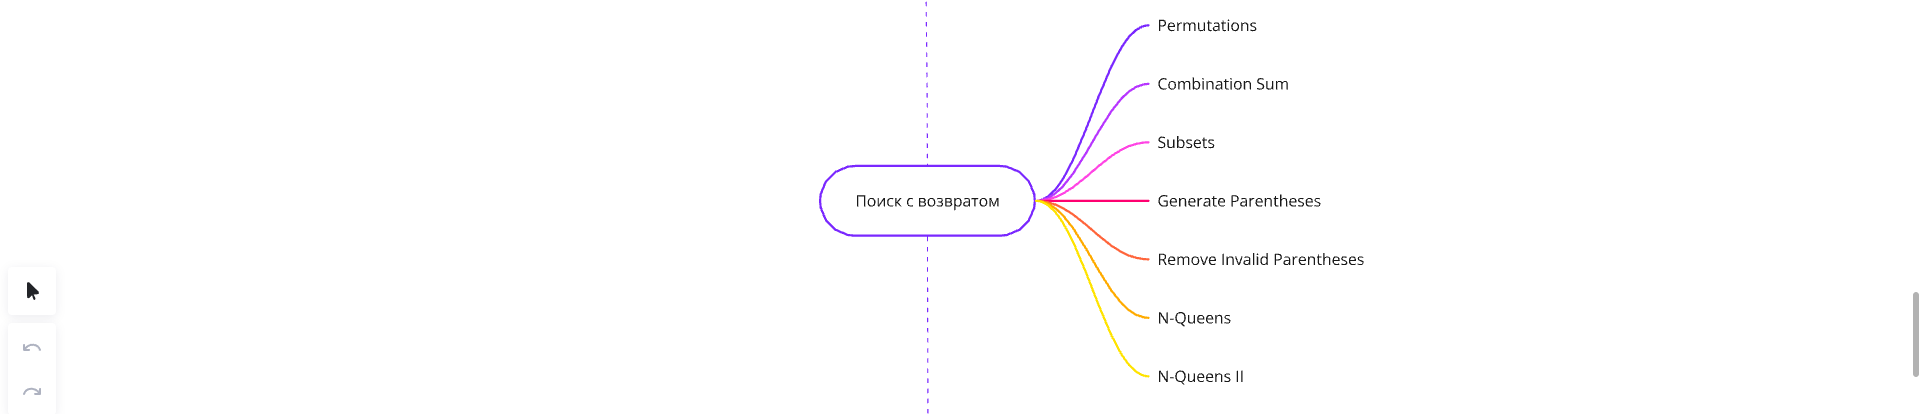 Permutations
Combination Sum
Subsets
Поиск с возвратом
Generate Parentheses
Remove Invalid Parentheses
N-Queens
N-Queens II